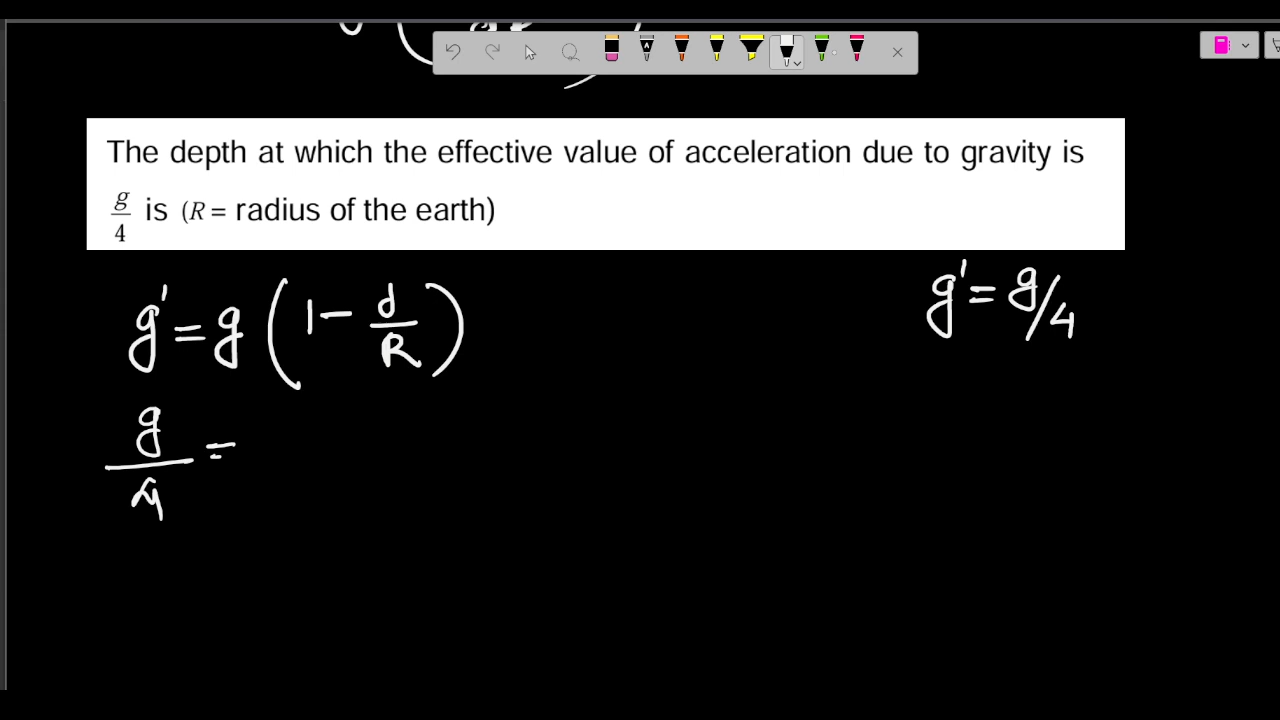 The depth at which the effective value of acceleration due to gravity is
g/4 is (R = radius of the earth)
g' = g (1 - d/R)
g' = g/4
g/4 =